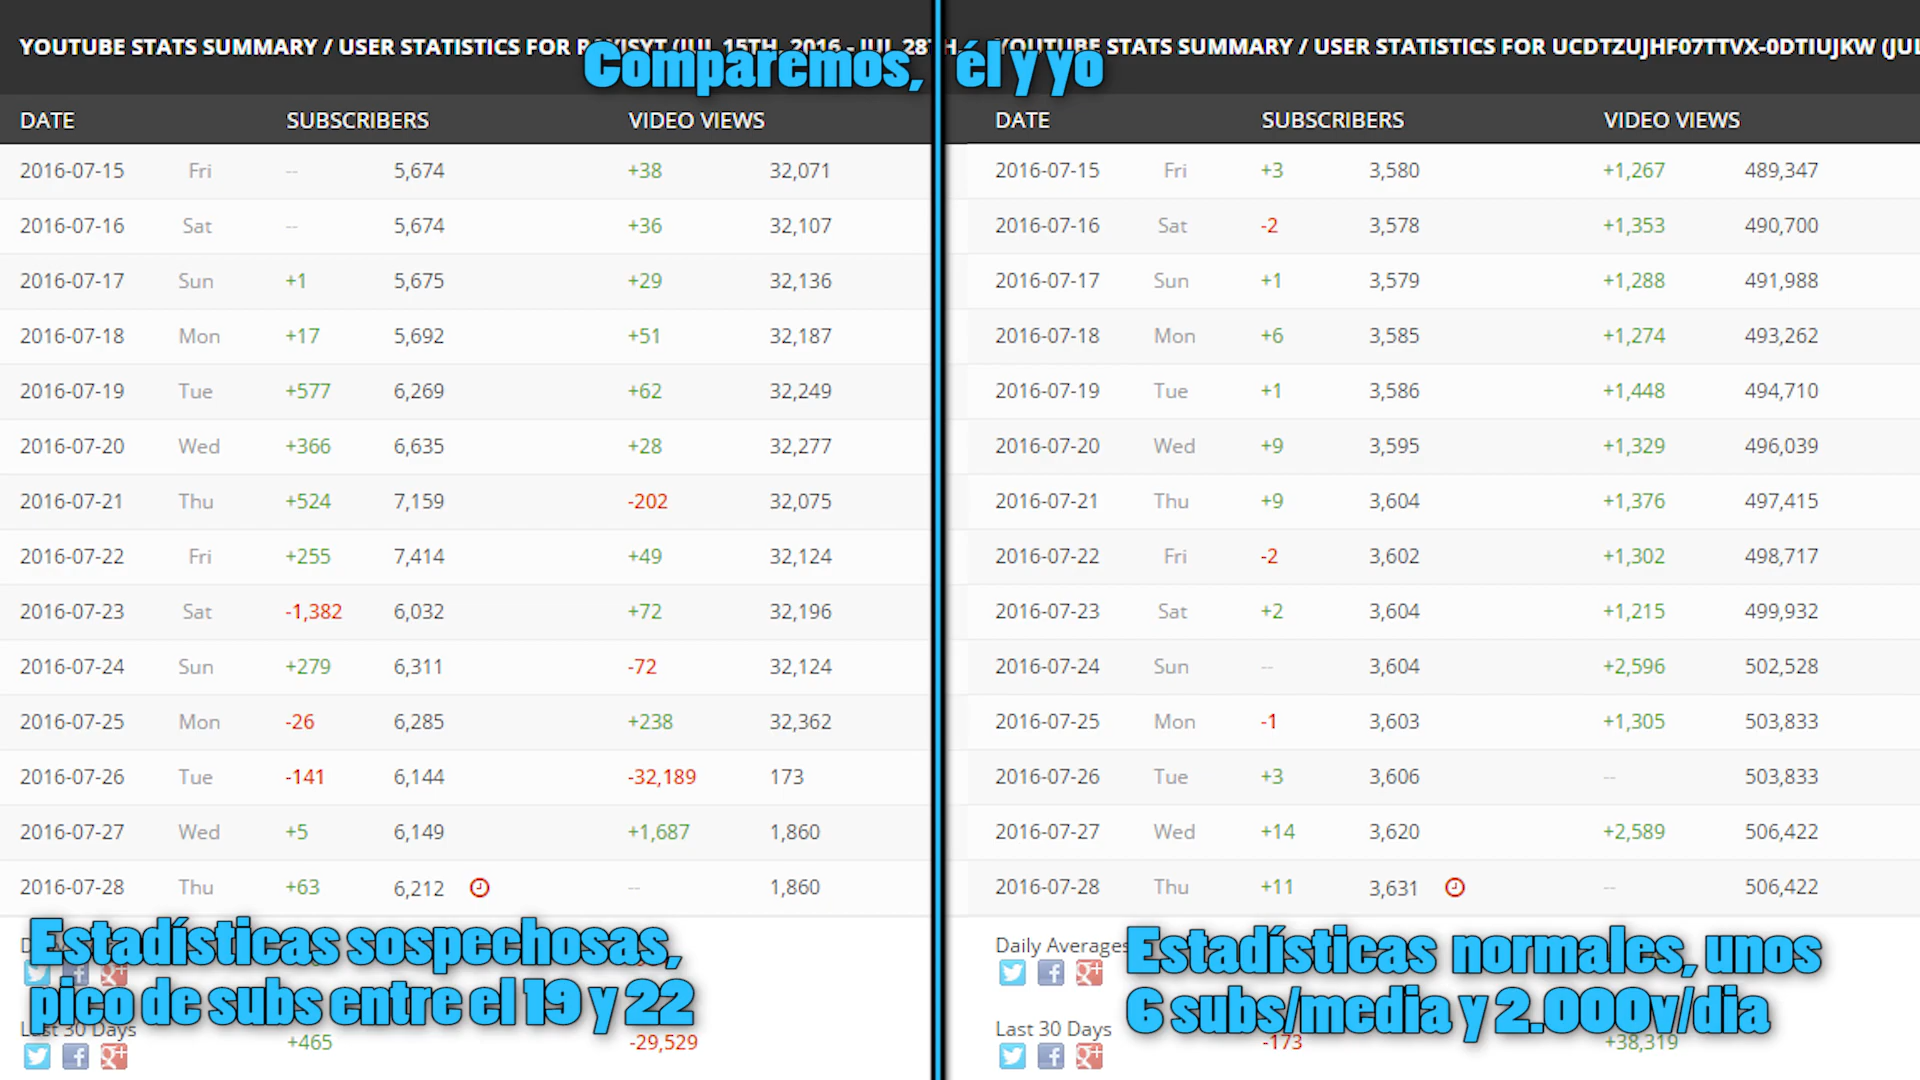 YOUTUBE STATS SUMMARY / USER STATISTICS FOR (JUL 15TH, 2016 - JUL 28TH,
YOUTUBE STATS SUMMARY / USER STATISTICS FOR UCDTZUJHF07TTVX-0DTIUJKW (JUL
Comparemos, él y yo
DATE SUBSCRIBERS VIDEO VIEWS
2016-07-15 Fri -- 5,674 +38 32,071
2016-07-16 Sat -- 5,674 +36 32,107
2016-07-17 Sun +1 5,675 +29 32,136
2016-07-18 Mon +17 5,692 +51 32,187
2016-07-19 Tue +577 6,269 +62 32,249
2016-07-20 Wed +366 6,635 +28 32,277
2016-07-21 Thu +524 7,159 -202 32,075
2016-07-22 Fri +255 7,414 +49 32,124
2016-07-23 Sat -1,382 6,032 +72 32,196
2016-07-24 Sun +279 6,311 -72 32,124
2016-07-25 Mon -26 6,285 +238 32,362
2016-07-26 Tue -141 6,144 -32,189 173
2016-07-27 Wed +5 6,149 +1,687 1,860
2016-07-28 Thu +63 6,212 -- 1,860
Estadísticas sospechosas,
pico de subs entre el 19 y 22
Last 30 Days
+465 -29,529
DATE SUBSCRIBERS VIDEO VIEWS
2016-07-15 Fri +3 3,580 +1,267 489,347
2016-07-16 Sat -2 3,578 +1,353 490,700
2016-07-17 Sun +1 3,579 +1,288 491,988
2016-07-18 Mon +6 3,585 +1,274 493,262
2016-07-19 Tue +1 3,586 +1,448 494,710
2016-07-20 Wed +9 3,595 +1,329 496,039
2016-07-21 Thu +9 3,604 +1,376 497,415
2016-07-22 Fri -2 3,602 +1,302 498,717
2016-07-23 Sat +2 3,604 +1,215 499,932
2016-07-24 Sun -- 3,604 +2,596 502,528
2016-07-25 Mon -1 3,603 +1,305 503,833
2016-07-26 Tue +3 3,606 -- 503,833
2016-07-27 Wed +14 3,620 +2,589 506,422
2016-07-28 Thu +11 3,631 -- 506,422
Daily Averages
Estadísticas normales, unos
6 subs/media y 2.000v/dia
Last 30 Days
-173 +38,319